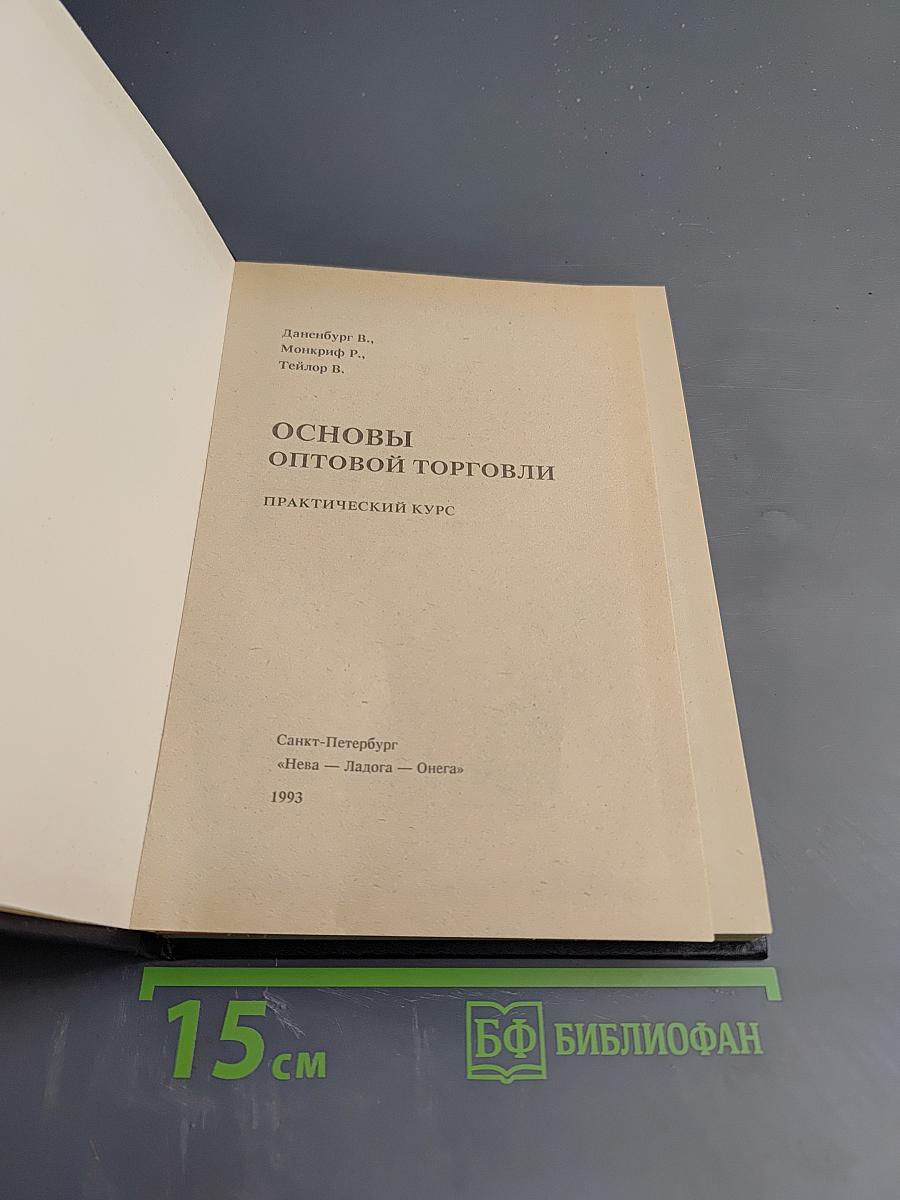 Даненбург В.,
Монкриф Р.,
Тейлор В.
ОСНОВЫ
ОПТОВОЙ ТОРГОВЛИ
ПРАКТИЧЕСКИЙ КУРС
Санкт-Петербург
«Нева — Ладога — Онега»
1993
15 см
БФ БИБЛИОФАН